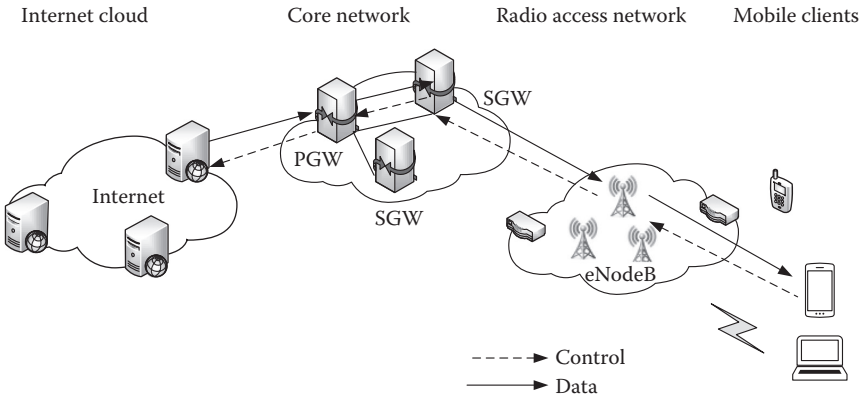 Internet cloud
Core network
Radio access network
Mobile clients
SGW
PGW
Internet
SGW
eNodeB
Control
Data